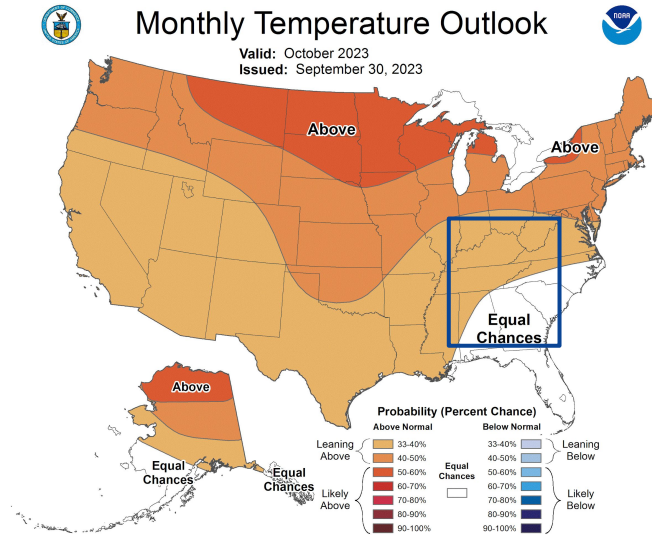 Monthly Temperature Outlook
NOAA
Valid: October 2023
Issued: September 30, 2023
Above
Above
Equal
Chances
Above
Equal
Chances
Equal
Chances
Probability (Percent Chance)
Above Normal
Below Normal
Leaning
Above
33-40%
40-50%
Likely
Above
50-60%
60-70%
70-80%
80-90%
90-100%
Equal
Chances
33-40%
40-50%
Leaning
Below
50-60%
60-70%
70-80%
80-90%
90-100%
Likely
Below